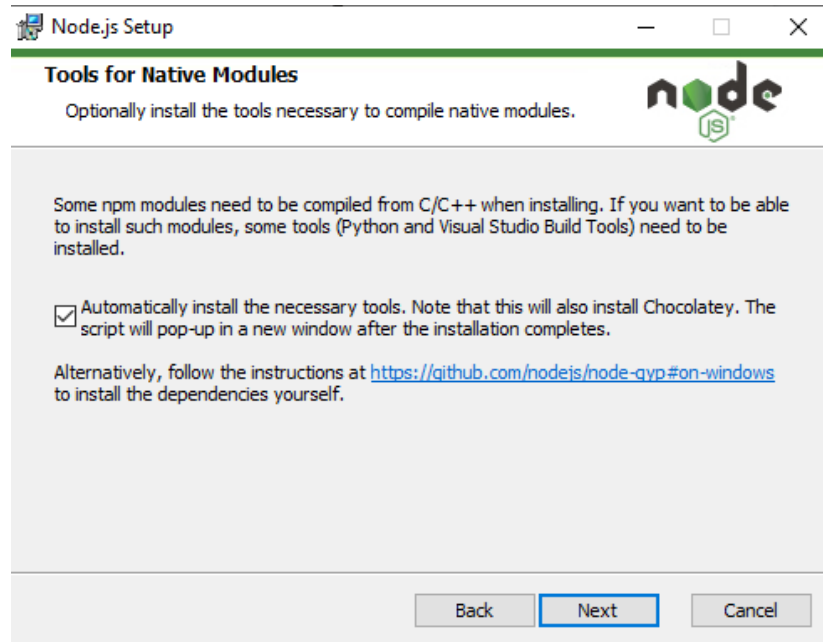 Node.js Setup
Tools for Native Modules
Optionally install the tools necessary to compile native modules.
node
JS
Some npm modules need to be compiled from C/C++ when installing. If you want to be able
to install such modules, some tools (Python and Visual Studio Build Tools) need to be
installed.
Automatically install the necessary tools. Note that this will also install Chocolatey. The
script will pop-up in a new window after the installation completes.
Alternatively, follow the instructions at https://github.com/nodejs/node-gyp#on-windows
to install the dependencies yourself.
Back Next Cancel